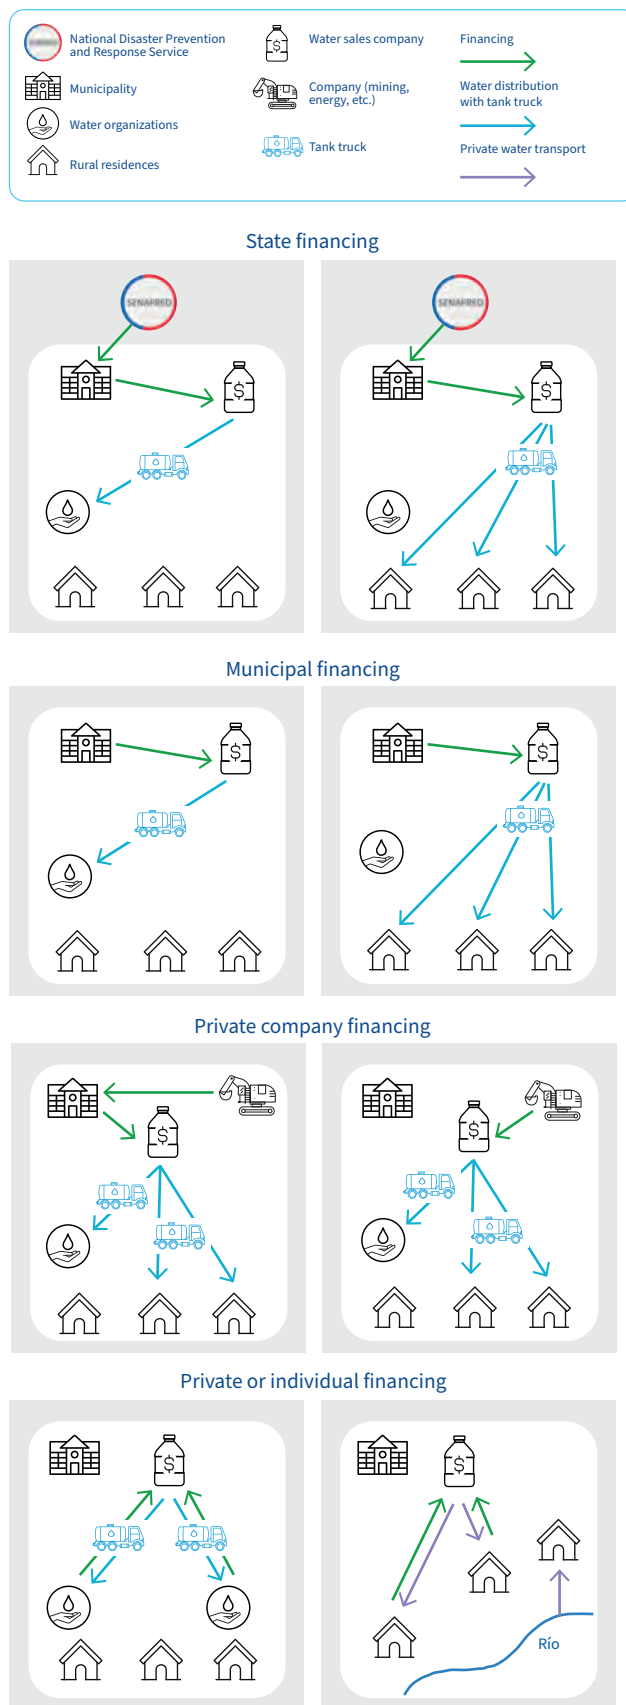 National Disaster Prevention
and Response Service
Municipality
Water organizations
Rural residences
Water sales company
Company (mining,
energy, etc.)
Tank truck
Financing
Water distribution
with tank truck
Private water transport
State financing
SENAPRED
SENAPRED
Municipal financing
Private company financing
Private or individual financing
Río